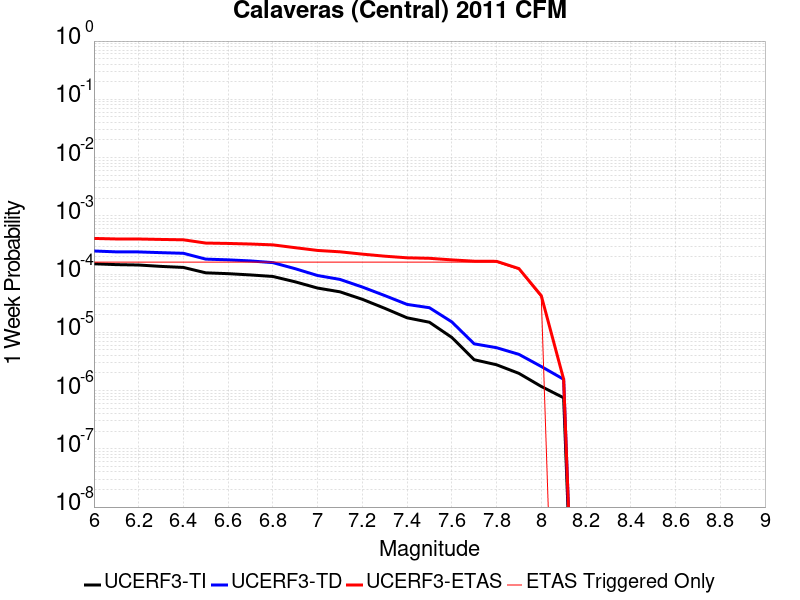 Calaveras (Central) 2011 CFM
10^0
10^-1
10^-2
10^-3
10^-4
10^-5
10^-6
10^-7
10^-8
1 Week Probability
6 6.2 6.4 6.6 6.8 7 7.2 7.4 7.6 7.8 8 8.2 8.4 8.6 8.8 9
Magnitude
UCERF3-TI UCERF3-TD UCERF3-ETAS ETAS Triggered Only